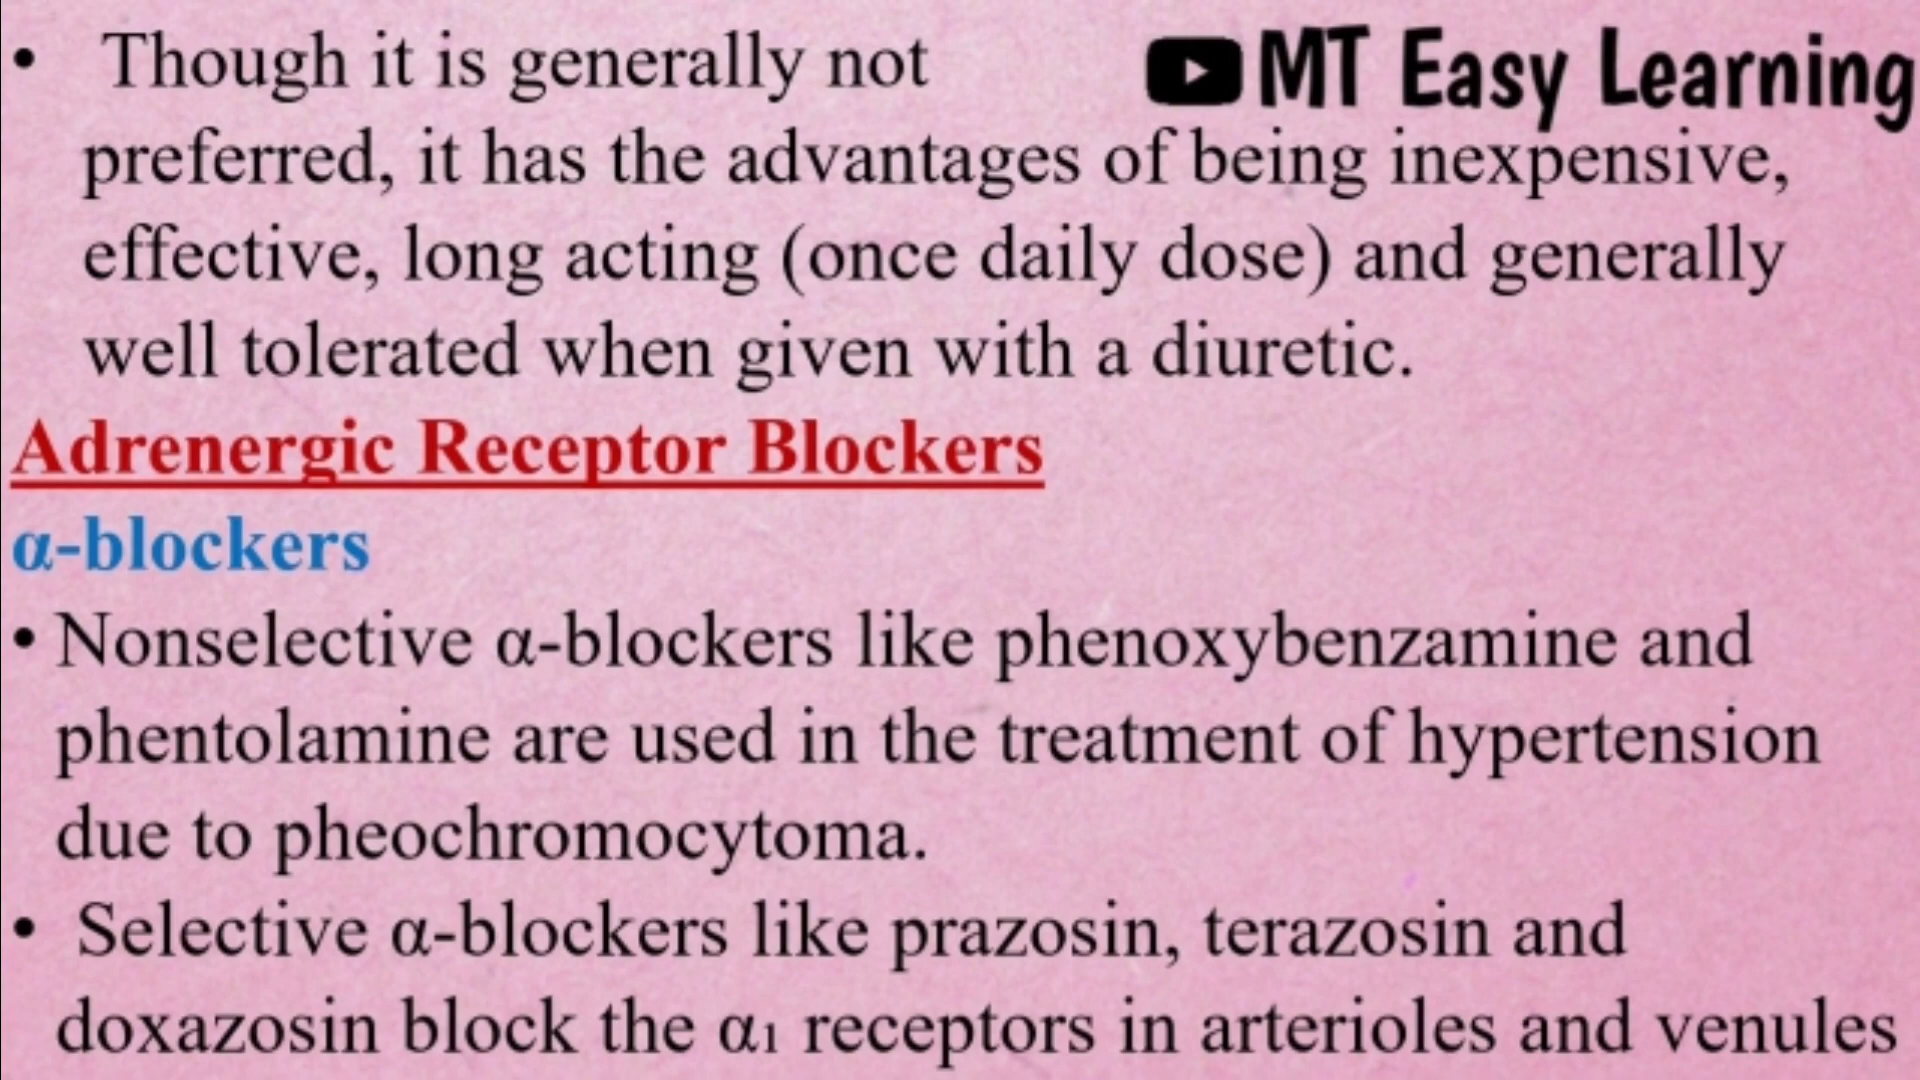 • Though it is generally not
MT Easy Learning
preferred, it has the advantages of being inexpensive,
effective, long acting (once daily dose) and generally
well tolerated when given with a diuretic.
Adrenergic Receptor Blockers
α-blockers
• Nonselective α-blockers like phenoxybenzamine and
phentolamine are used in the treatment of hypertension
due to pheochromocytoma.
• Selective α-blockers like prazosin, terazosin and
doxazosin block the α₁ receptors in arterioles and venules